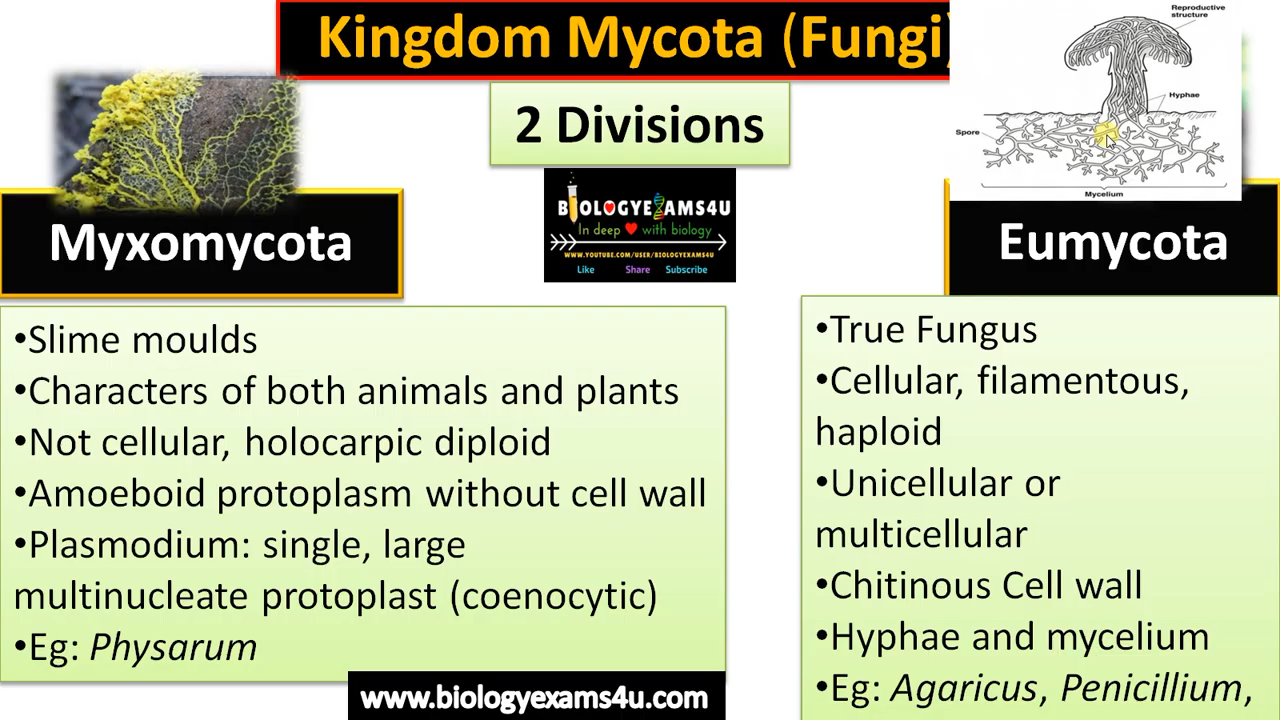 Kingdom Mycota (Fungi)
2 Divisions
Reproductive
structure
Hyphae
Spore
Mycelium
BIOLOGYEXAMS4U
In deep with biology
WWW.YOUTUBE.COM/USER/BIOLOGYEXAMS4U
Like Share Subscribe
Myxomycota
•Slime moulds
•Characters of both animals and plants
•Not cellular, holocarpic diploid
•Amoeboid protoplasm without cell wall
•Plasmodium: single, large
multinucleate protoplast (coenocytic)
•Eg: Physarum
Eumycota
•True Fungus
•Cellular, filamentous,
haploid
•Unicellular or
multicellular
•Chitinous Cell wall
•Hyphae and mycelium
•Eg: Agaricus, Penicillium,
www.biologyexams4u.com